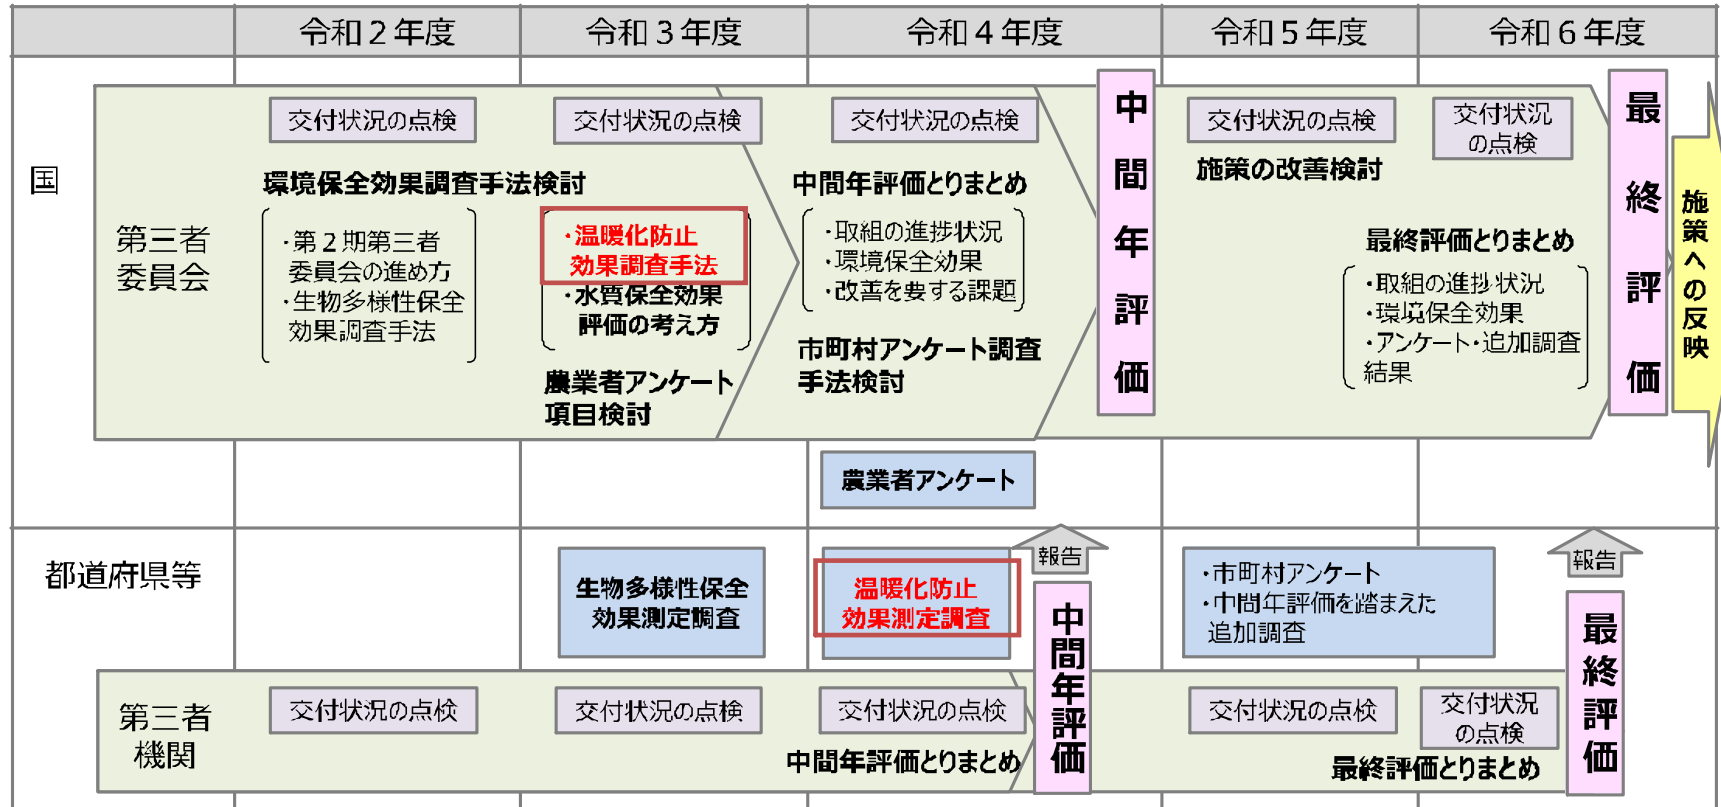 令和２年度
令和３年度
令和４年度
令和５年度
令和６年度
国
第三者
委員会
交付状況の点検
交付状況の点検
交付状況の点検
交付状況の点検
交付状況
の点検
環境保全効果調査手法検討
・第２期第三者
委員会の進め方
・生物多様性保全
効果調査手法
・温暖化防止
効果調査手法
・水質保全効果
評価の考え方
農業者アンケート
項目検討
中間年評価とりまとめ
・取組の進捗状況
・環境保全効果
・改善を要する課題
市町村アンケート調査
手法検討
中間年評価
施策の改善検討
最終評価とりまとめ
・取組の進捗状況
・環境保全効果
・アンケート・追加調査
結果
最終評価
施策への反映
農業者アンケート
都道府県等
生物多様性保全
効果測定調査
温暖化防止
効果測定調査
報告
・市町村アンケート
・中間年評価を踏まえた
追加調査
報告
第三者
機関
交付状況の点検
交付状況の点検
交付状況の点検
中間年評価とりまとめ
中間年評価
交付状況の点検
交付状況
の点検
最終評価とりまとめ
最終評価